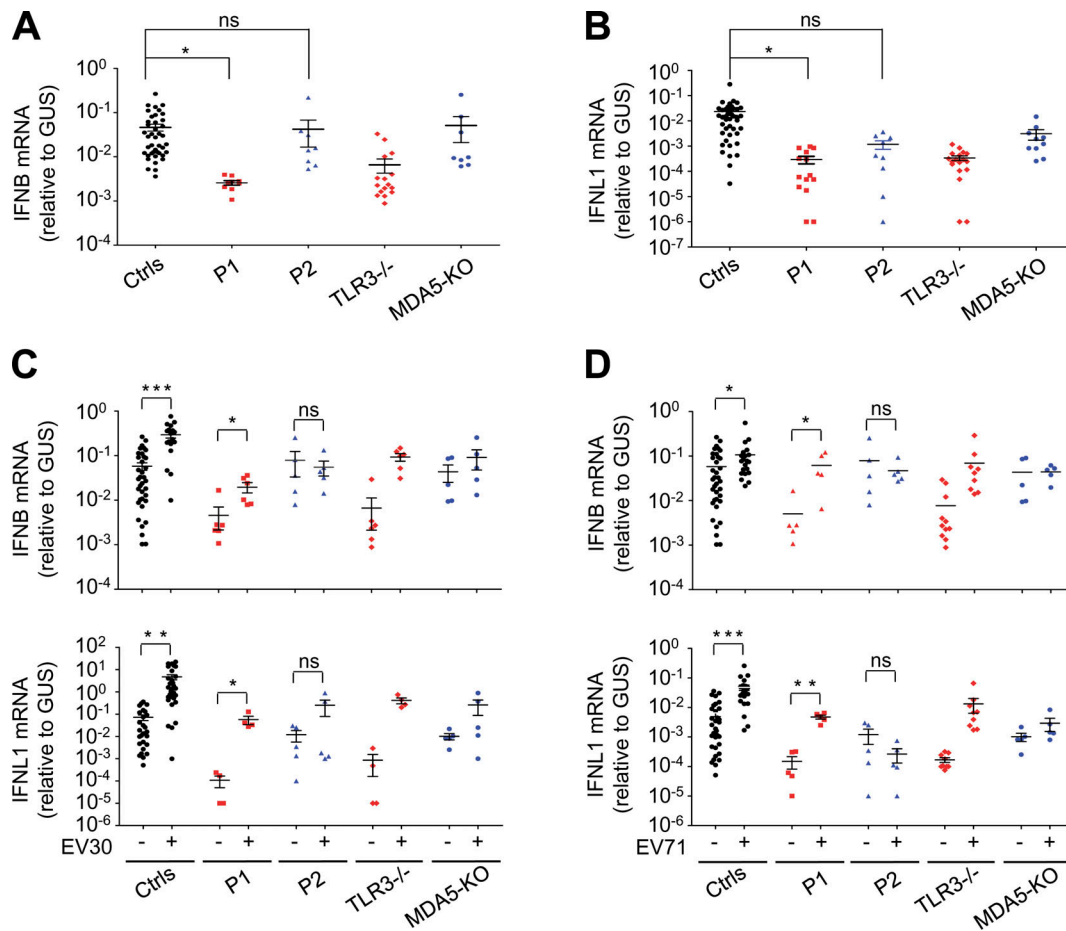 A
ns
*
IFNB mRNA
(relative to GUS)
10^0
10^-1
10^-2
10^-3
10^-4
Ctrls
P1
P2
TLR3-/-
MDA5-KO
B
ns
*
IFNL1 mRNA
(relative to GUS)
10^0
10^-1
10^-2
10^-3
10^-4
10^-5
10^-6
10^-7
Ctrls
P1
P2
TLR3-/-
MDA5-KO
C
***
*
ns
IFNB mRNA
(relative to GUS)
10^0
10^-1
10^-2
10^-3
10^-4
**
*
ns
IFNL1 mRNA
(relative to GUS)
10^2
10^1
10^0
10^-1
10^-2
10^-3
10^-4
10^-5
10^-6
EV30 - + - + - + - + - +
Ctrls
P1
P2
TLR3-/-
MDA5-KO
D
*
*
ns
IFNB mRNA
(relative to GUS)
10^0
10^-1
10^-2
10^-3
10^-4
***
**
ns
IFNL1 mRNA
(relative to GUS)
10^0
10^-1
10^-2
10^-3
10^-4
10^-5
10^-6
EV71 - + - + - + - + - +
Ctrls
P1
P2
TLR3-/-
MDA5-KO